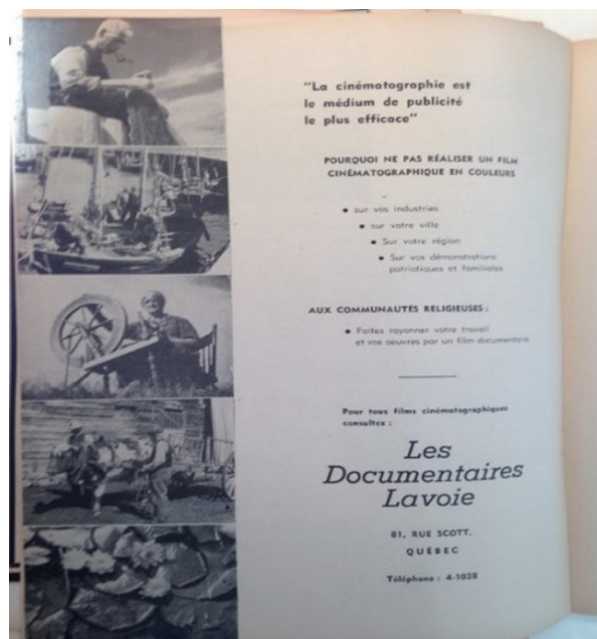 "La cinématographie est
le médium de publicité
le plus efficace"
POURQUOI NE PAS RÉALISER UN FILM
CINÉMATOGRAPHIQUE EN COULEURS
• sur vos industries
• sur votre ville
• Sur votre région
• Sur vos démonstrations
patriotiques et familiales
AUX COMMUNAUTÉS RELIGIEUSES :
• Faites rayonner votre travail
et vos oeuvres par un film documentaire
Pour tous films cinématographiques
consultez :
Les
Documentaires
Lavoie
81, RUE SCOTT.
QUÉBEC
Téléphone : 4-1028